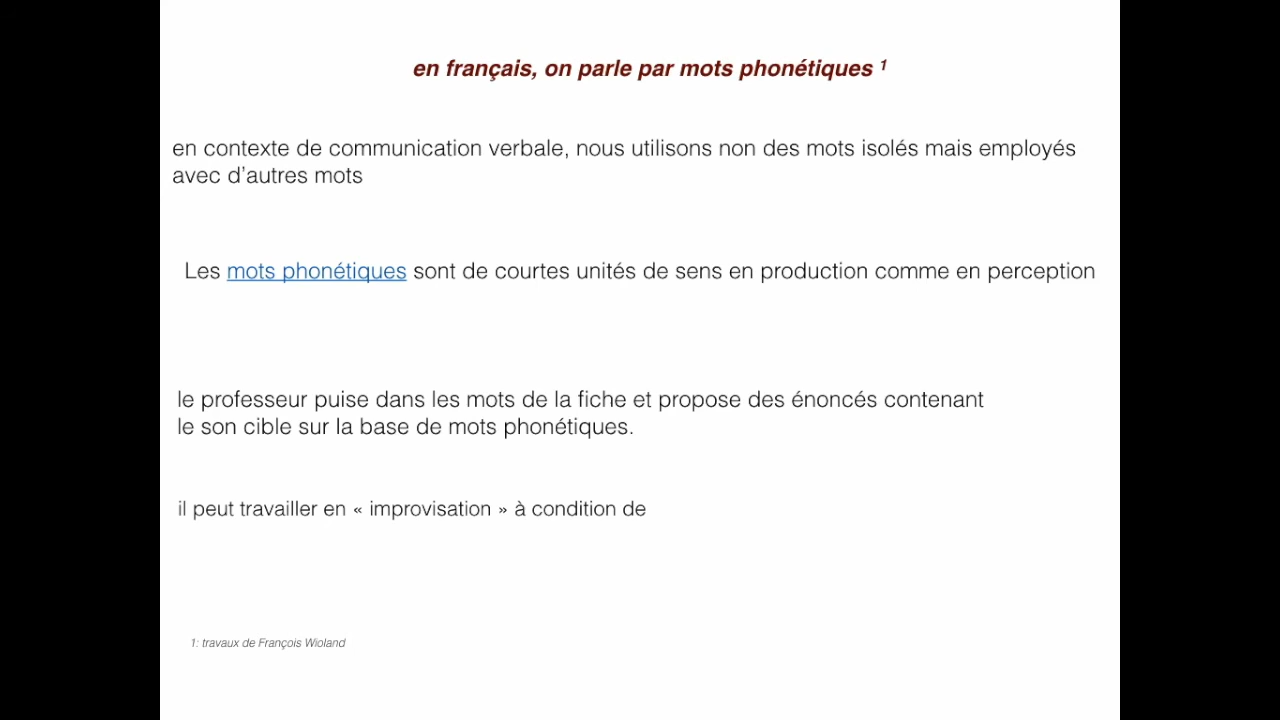 en français, on parle par mots phonétiques ¹
en contexte de communication verbale, nous utilisons non des mots isolés mais employés
avec d’autres mots
Les mots phonétiques sont de courtes unités de sens en production comme en perception
le professeur puise dans les mots de la fiche et propose des énoncés contenant
le son cible sur la base de mots phonétiques.
il peut travailler en « improvisation » à condition de
1: travaux de François Wioland